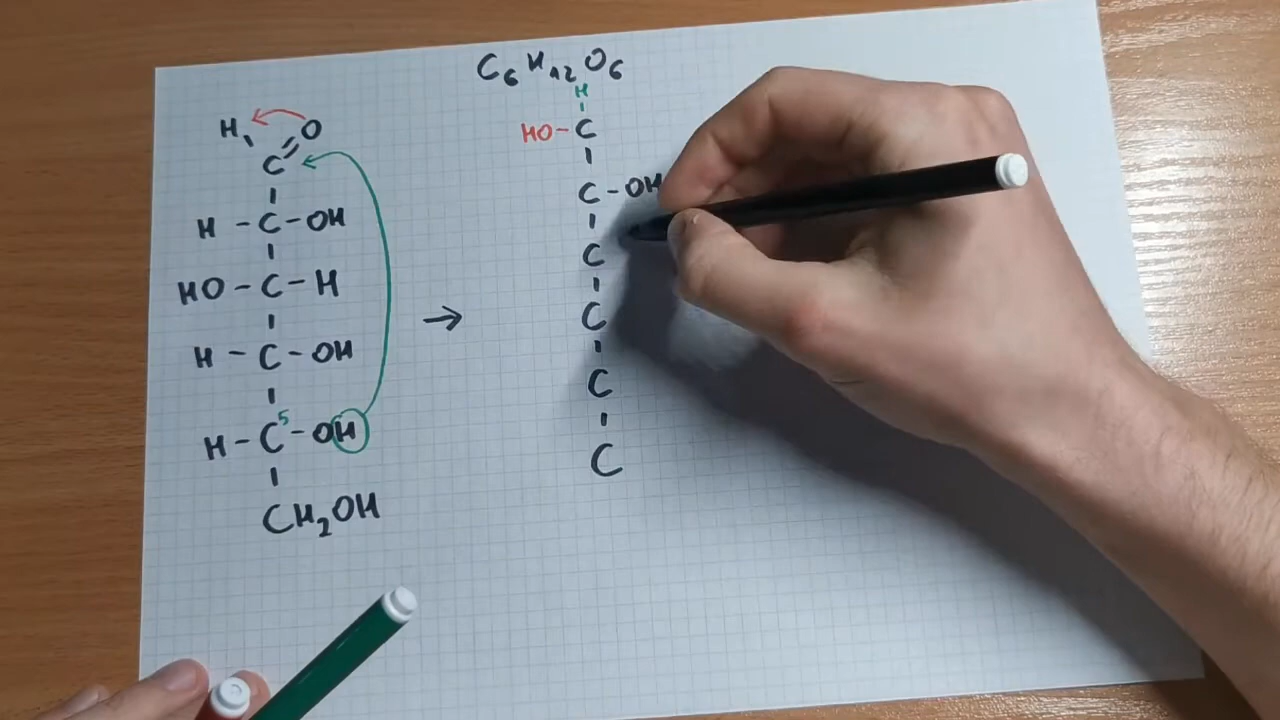 C6H12O6
H O
C
H - C - OH
HO - C - H
H - C - OH
H - C5 - OH
CH2OH
→
H
HO - C
C - OH
C
C
C
C